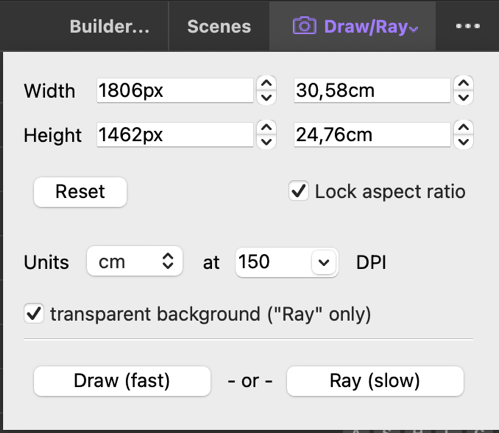 Builder... Scenes Draw/Ray •••
Width 1806px 30,58cm
Height 1462px 24,76cm
Reset Lock aspect ratio
Units cm at 150 DPI
transparent background ("Ray" only)
Draw (fast) - or - Ray (slow)